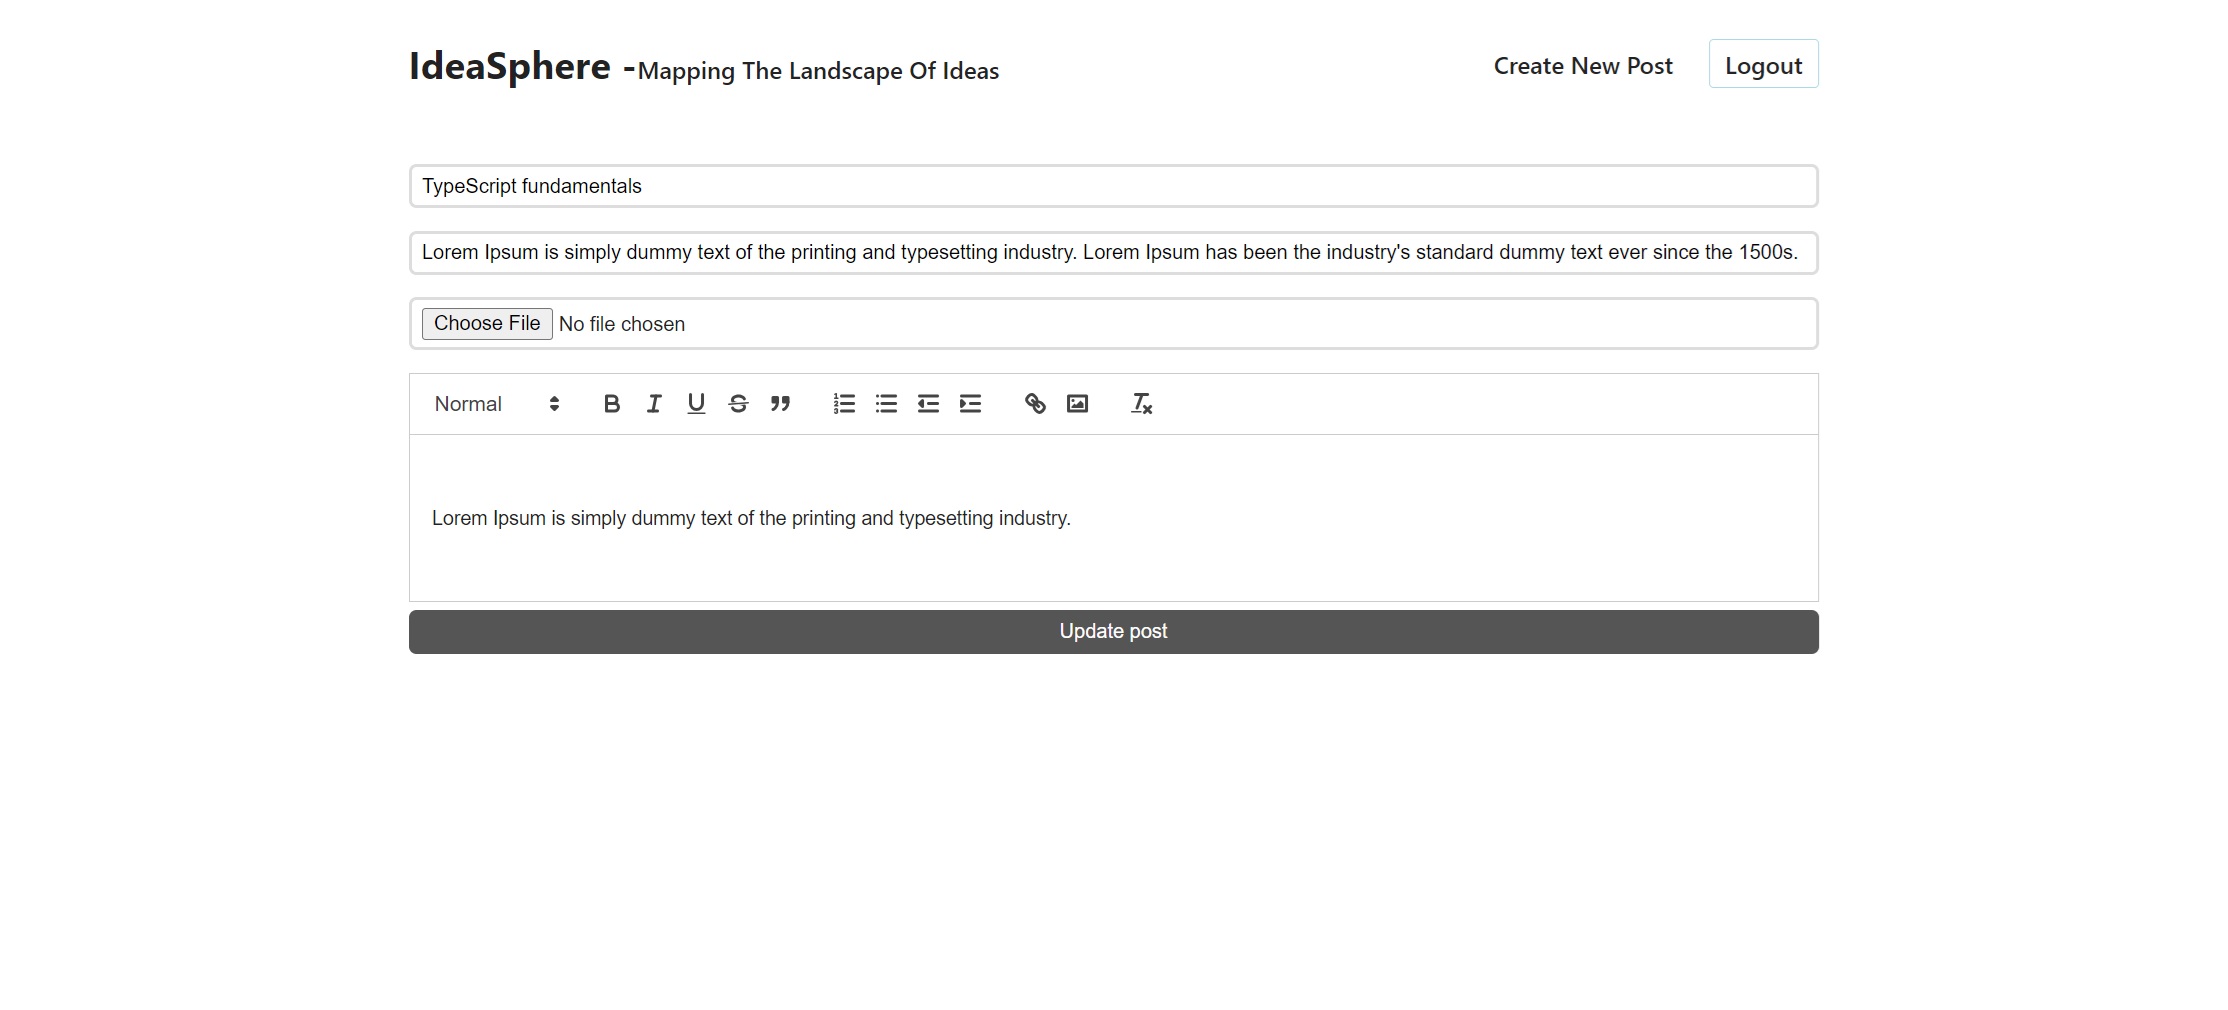 IdeaSphere -Mapping The Landscape Of Ideas
Create New Post
Logout
TypeScript fundamentals
Lorem Ipsum is simply dummy text of the printing and typesetting industry. Lorem Ipsum has been the industry's standard dummy text ever since the 1500s.
Choose File No file chosen
Normal
Lorem Ipsum is simply dummy text of the printing and typesetting industry.
Update post